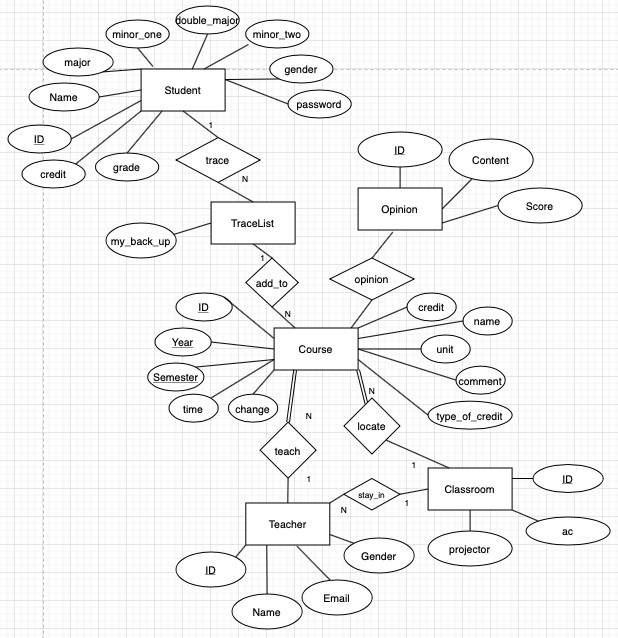 double_major
minor_one
minor_two
major
gender
Student
Name
password
1
ID
trace
grade
credit
N
ID
Content
Opinion
Score
TraceList
my_back_up
1
add_to
opinion
N
ID
credit
name
Year
Course
unit
Semester
comment
N
time
change
N
type_of_credit
locate
teach
1
1
ID
Classroom
stay_in
N
1
Teacher
ac
projector
Gender
ID
Email
Name